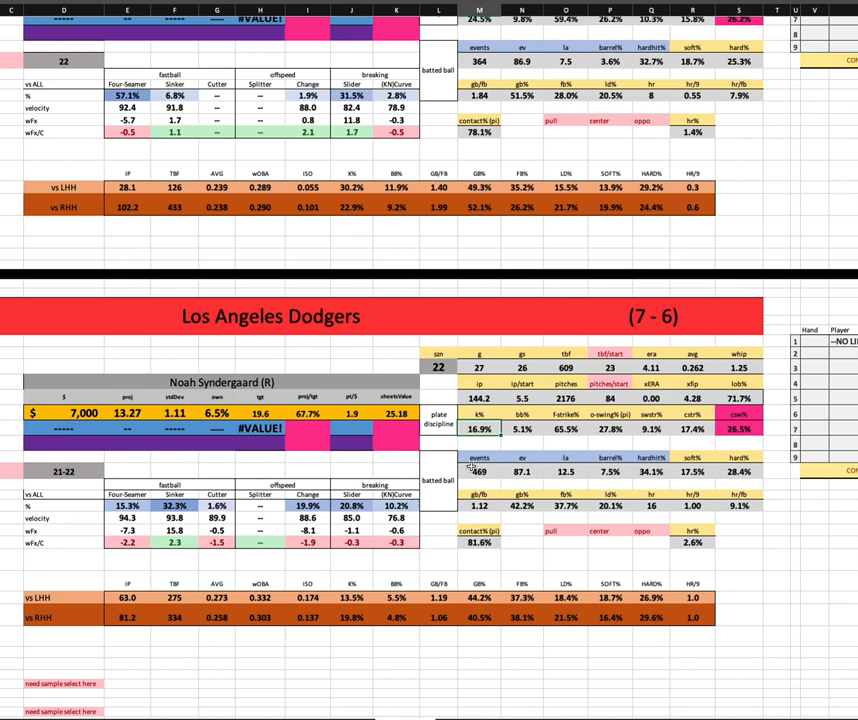 C D E F G H I J K L M N O P Q R S T U V
----- -- ----- ---- #VALUE! 24.5% 9.8% 59.4% 26.2% 10.3% 15.8% 26.2% 7
8
events ev la barrel% hardhit% soft% hard% 9
22 364 86.9 7.5 3.6% 32.7% 18.7% 25.3% CON
fastball offspeed breaking batted ball
vs ALL Four-Seamer Sinker Cutter Splitter Change Slider (KN)Curve gb/fb gb% fb% ld% hr hr/9 hr/fb
% 57.1% 6.8% -- -- 1.9% 31.5% 2.8% 1.84 51.5% 28.0% 20.5% 8 0.55 7.9%
velocity 92.4 91.8 -- -- 88.0 82.4 78.9
wFx -5.7 1.7 -- -- 0.8 11.8 -0.3 contact% (pi) pull center oppo hr%
wFx/C -0.5 1.1 -- -- 2.1 1.7 -0.5 78.1% 1.4%
IP TBF AVG wOBA ISO K% BB% GB/FB GB% FB% LD% SOFT% HARD% HR/9
vs LHH 28.1 126 0.239 0.289 0.055 30.2% 11.9% 1.40 49.3% 35.2% 15.5% 13.9% 29.2% 0.3
vs RHH 102.2 433 0.238 0.290 0.101 22.9% 9.2% 1.99 52.1% 26.2% 21.7% 19.9% 24.4% 0.6
Los Angeles Dodgers (7 - 6)
Hand Player
1 --NO LI
szn g gs tbf tbf/start era avg whip 2
22 27 26 609 23 4.11 0.262 1.25 3
Noah Syndergaard (R) ip ip/start pitches pitches/start xERA xfip lob% 4
$ proj stdDev own tgt proj/tgt pt/$ sheetsValue 144.2 5.5 2176 84 0.00 4.28 71.7% 5
$ 7,000 13.27 1.11 6.5% 19.6 67.7% 1.9 25.18 plate discipline k% bb% f-strike% o-swing% (pi) swstr% cstr% csw% 6
----- -- ----- ---- #VALUE! 16.9% 5.1% 65.5% 27.8% 9.1% 17.4% 26.5% 7
8
events ev la barrel% hardhit% soft% hard% 9
21-22 469 87.1 12.5 7.5% 34.1% 17.5% 28.4% CON
fastball offspeed breaking batted ball
vs ALL Four-Seamer Sinker Cutter Splitter Change Slider (KN)Curve gb/fb gb% fb% ld% hr hr/9 hr/fb
% 15.3% 32.3% 1.6% -- 19.9% 20.8% 10.2% 1.12 42.2% 37.7% 20.1% 16 1.00 9.1%
velocity 94.3 93.8 89.9 -- 88.6 85.0 76.8
wFx -7.3 15.8 -0.5 -- -8.1 -1.1 -0.6 contact% (pi) pull center oppo hr%
wFx/C -2.2 2.3 -1.5 -- -1.9 -0.3 -0.3 81.6% 2.6%
IP TBF AVG wOBA ISO K% BB% GB/FB GB% FB% LD% SOFT% HARD% HR/9
vs LHH 63.0 275 0.273 0.332 0.174 13.5% 5.5% 1.19 44.2% 37.3% 18.4% 18.7% 26.9% 1.0
vs RHH 81.2 334 0.258 0.303 0.137 19.8% 4.8% 1.06 40.5% 38.1% 21.5% 16.4% 29.6% 1.0
need sample select here
need sample select here